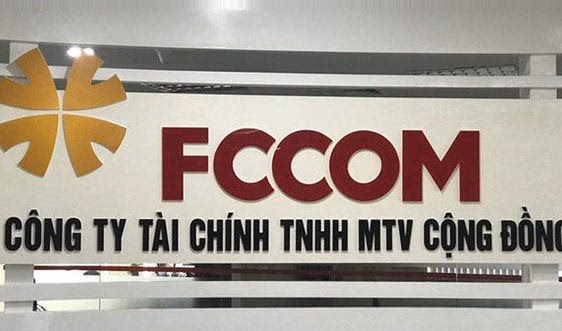 FCCOM
CÔNG TY TÀI CHÍNH TNHH MTV CỘNG ĐỒNG